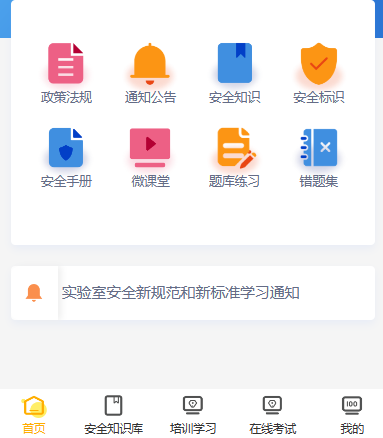 政策法规 通知公告 安全知识 安全标识
安全手册 微课堂 题库练习 错题集
实验室安全新规范和新标准学习通知
首页 安全知识库 培训学习 在线考试 100 我的